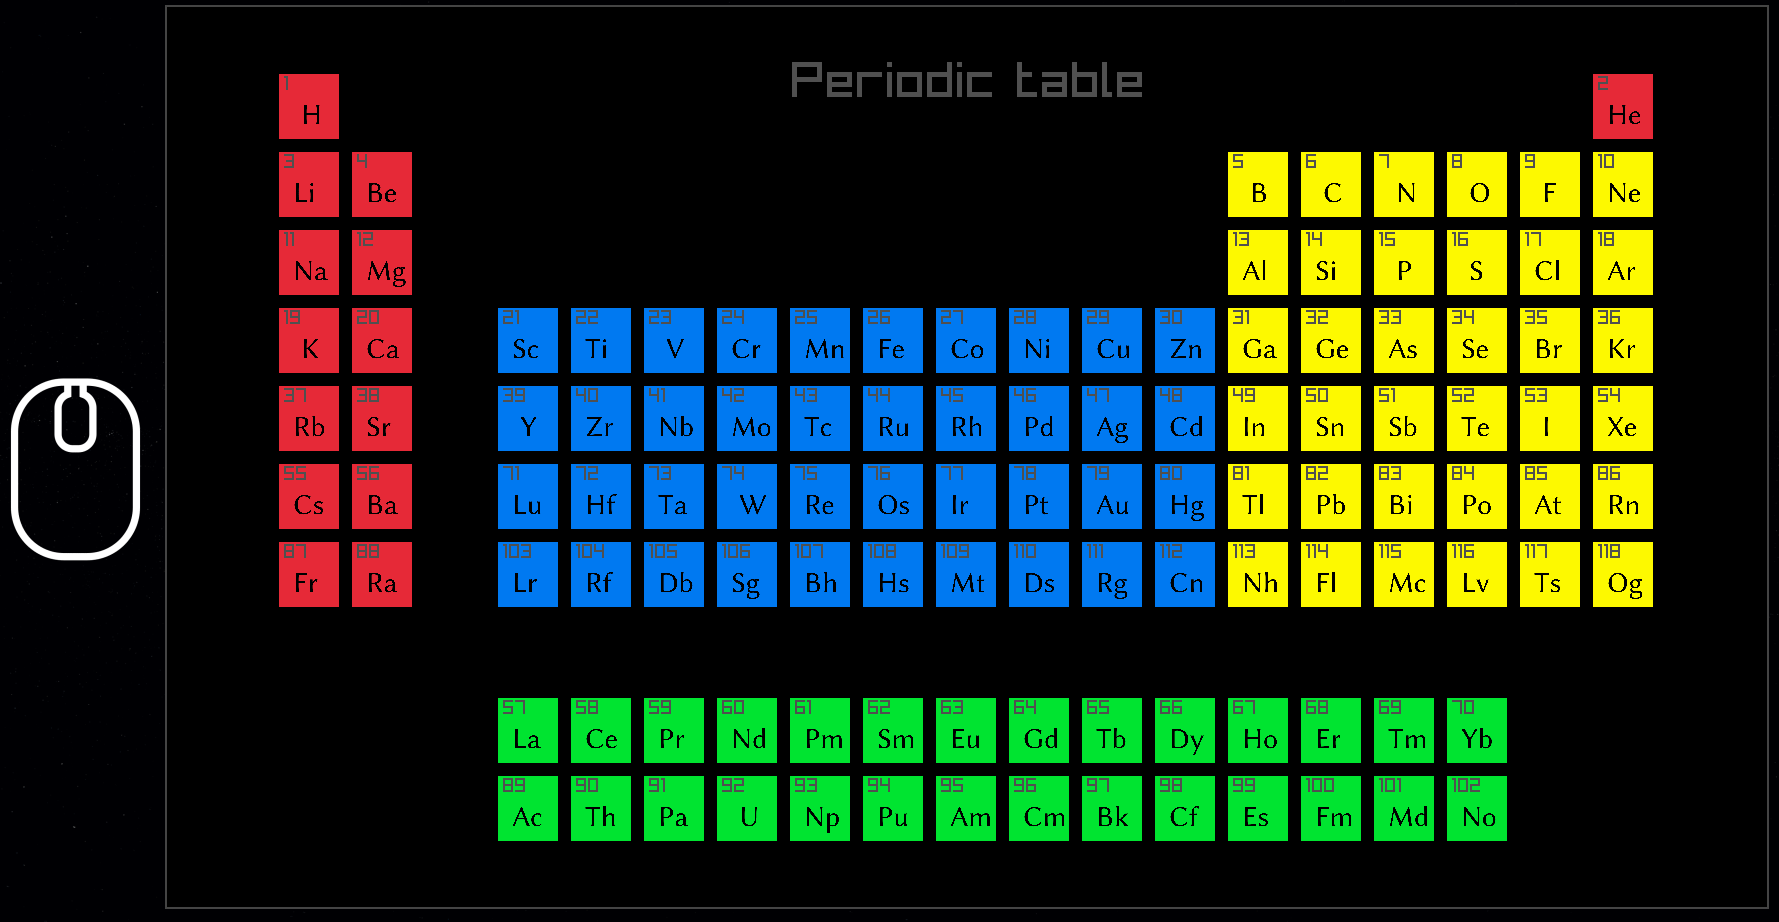 Periodic table
1 2
H He
3 4 5 6 7 8 9 10
Li Be B C N O F Ne
11 12 13 14 15 16 17 18
Na Mg Al Si P S Cl Ar
19 20 21 22 23 24 25 26 27 28 29 30 31 32 33 34 35 36
K Ca Sc Ti V Cr Mn Fe Co Ni Cu Zn Ga Ge As Se Br Kr
37 38 39 40 41 42 43 44 45 46 47 48 49 50 51 52 53 54
Rb Sr Y Zr Nb Mo Tc Ru Rh Pd Ag Cd In Sn Sb Te I Xe
55 56 71 72 73 74 75 76 77 78 79 80 81 82 83 84 85 86
Cs Ba Lu Hf Ta W Re Os Ir Pt Au Hg Tl Pb Bi Po At Rn
87 88 103 104 105 106 107 108 109 110 111 112 113 114 115 116 117 118
Fr Ra Lr Rf Db Sg Bh Hs Mt Ds Rg Cn Nh Fl Mc Lv Ts Og
57 58 59 60 61 62 63 64 65 66 67 68 69 70
La Ce Pr Nd Pm Sm Eu Gd Tb Dy Ho Er Tm Yb
89 90 91 92 93 94 95 96 97 98 99 100 101 102
Ac Th Pa U Np Pu Am Cm Bk Cf Es Fm Md No